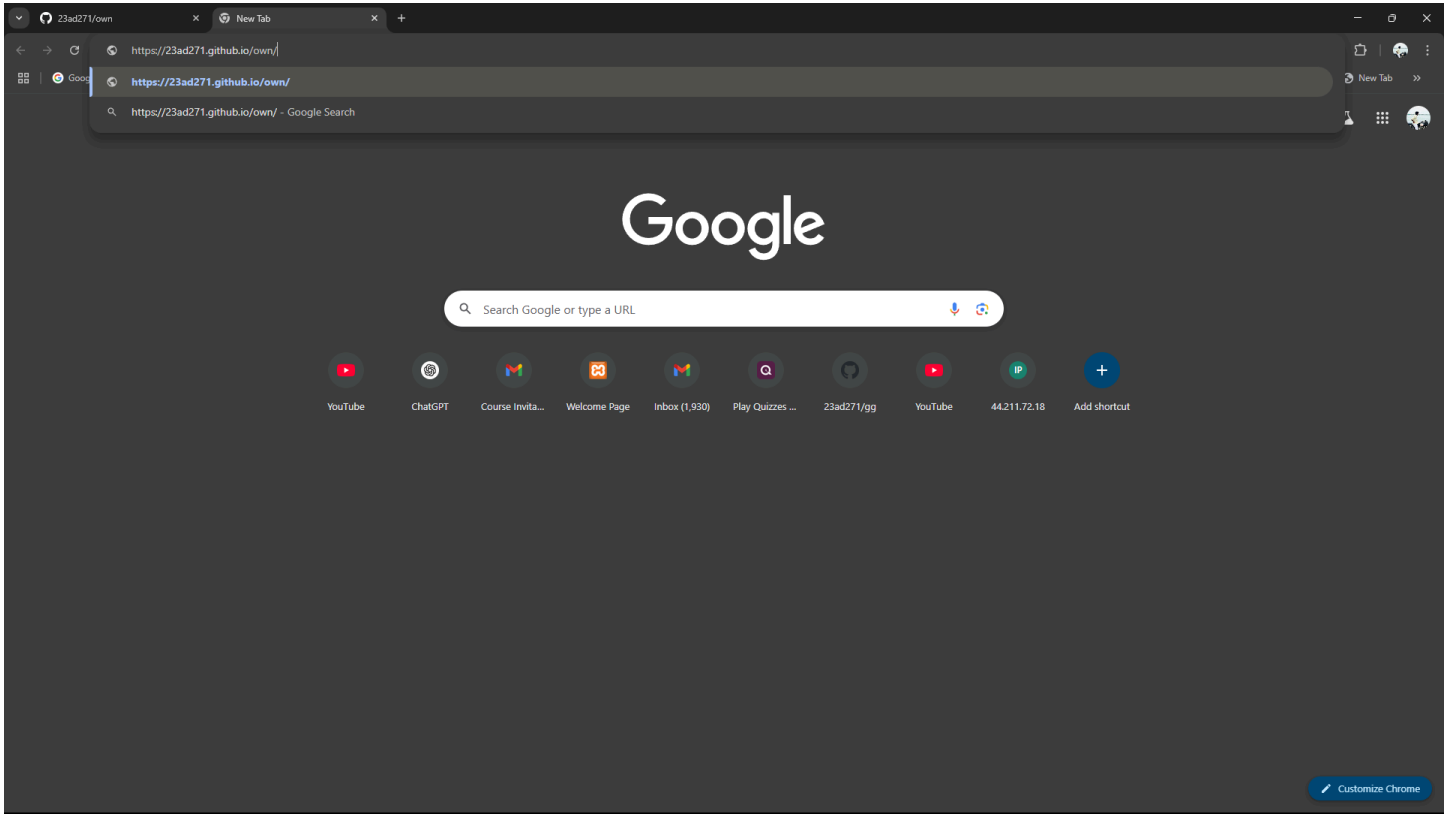 23ad271/own
New Tab
https://23ad271.github.io/own/
Goog
https://23ad271.github.io/own/
New Tab
https://23ad271.github.io/own/ - Google Search
Google
Search Google or type a URL
YouTube
ChatGPT
Course Invita...
Welcome Page
Inbox (1,930)
Play Quizzes ...
23ad271/gg
IP
YouTube
44.211.72.18
Add shortcut
Customize Chrome